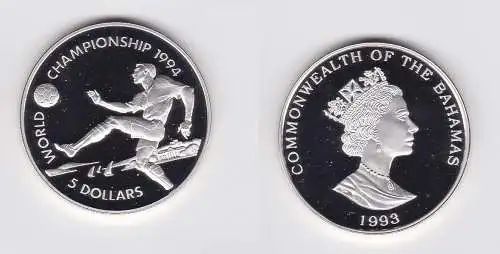 WORLD CHAMPIONSHIP 1994
5 DOLLARS
COMMONWEALTH OF THE BAHAMAS
1993